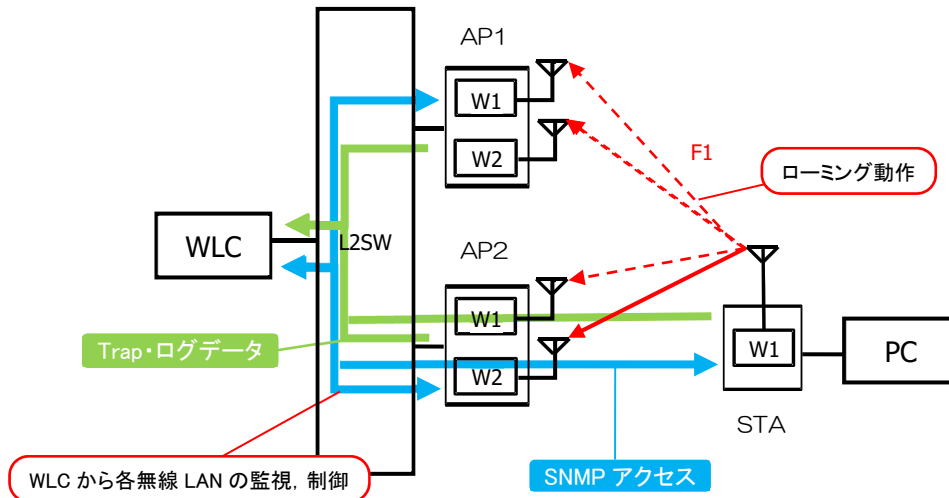 AP1
W1
W2
F1
ローミング動作
WLC
L2SW
AP2
W1
W2
Trap・ログデータ
W1
PC
STA
WLC から各無線 LAN の監視，制御
SNMP アクセス